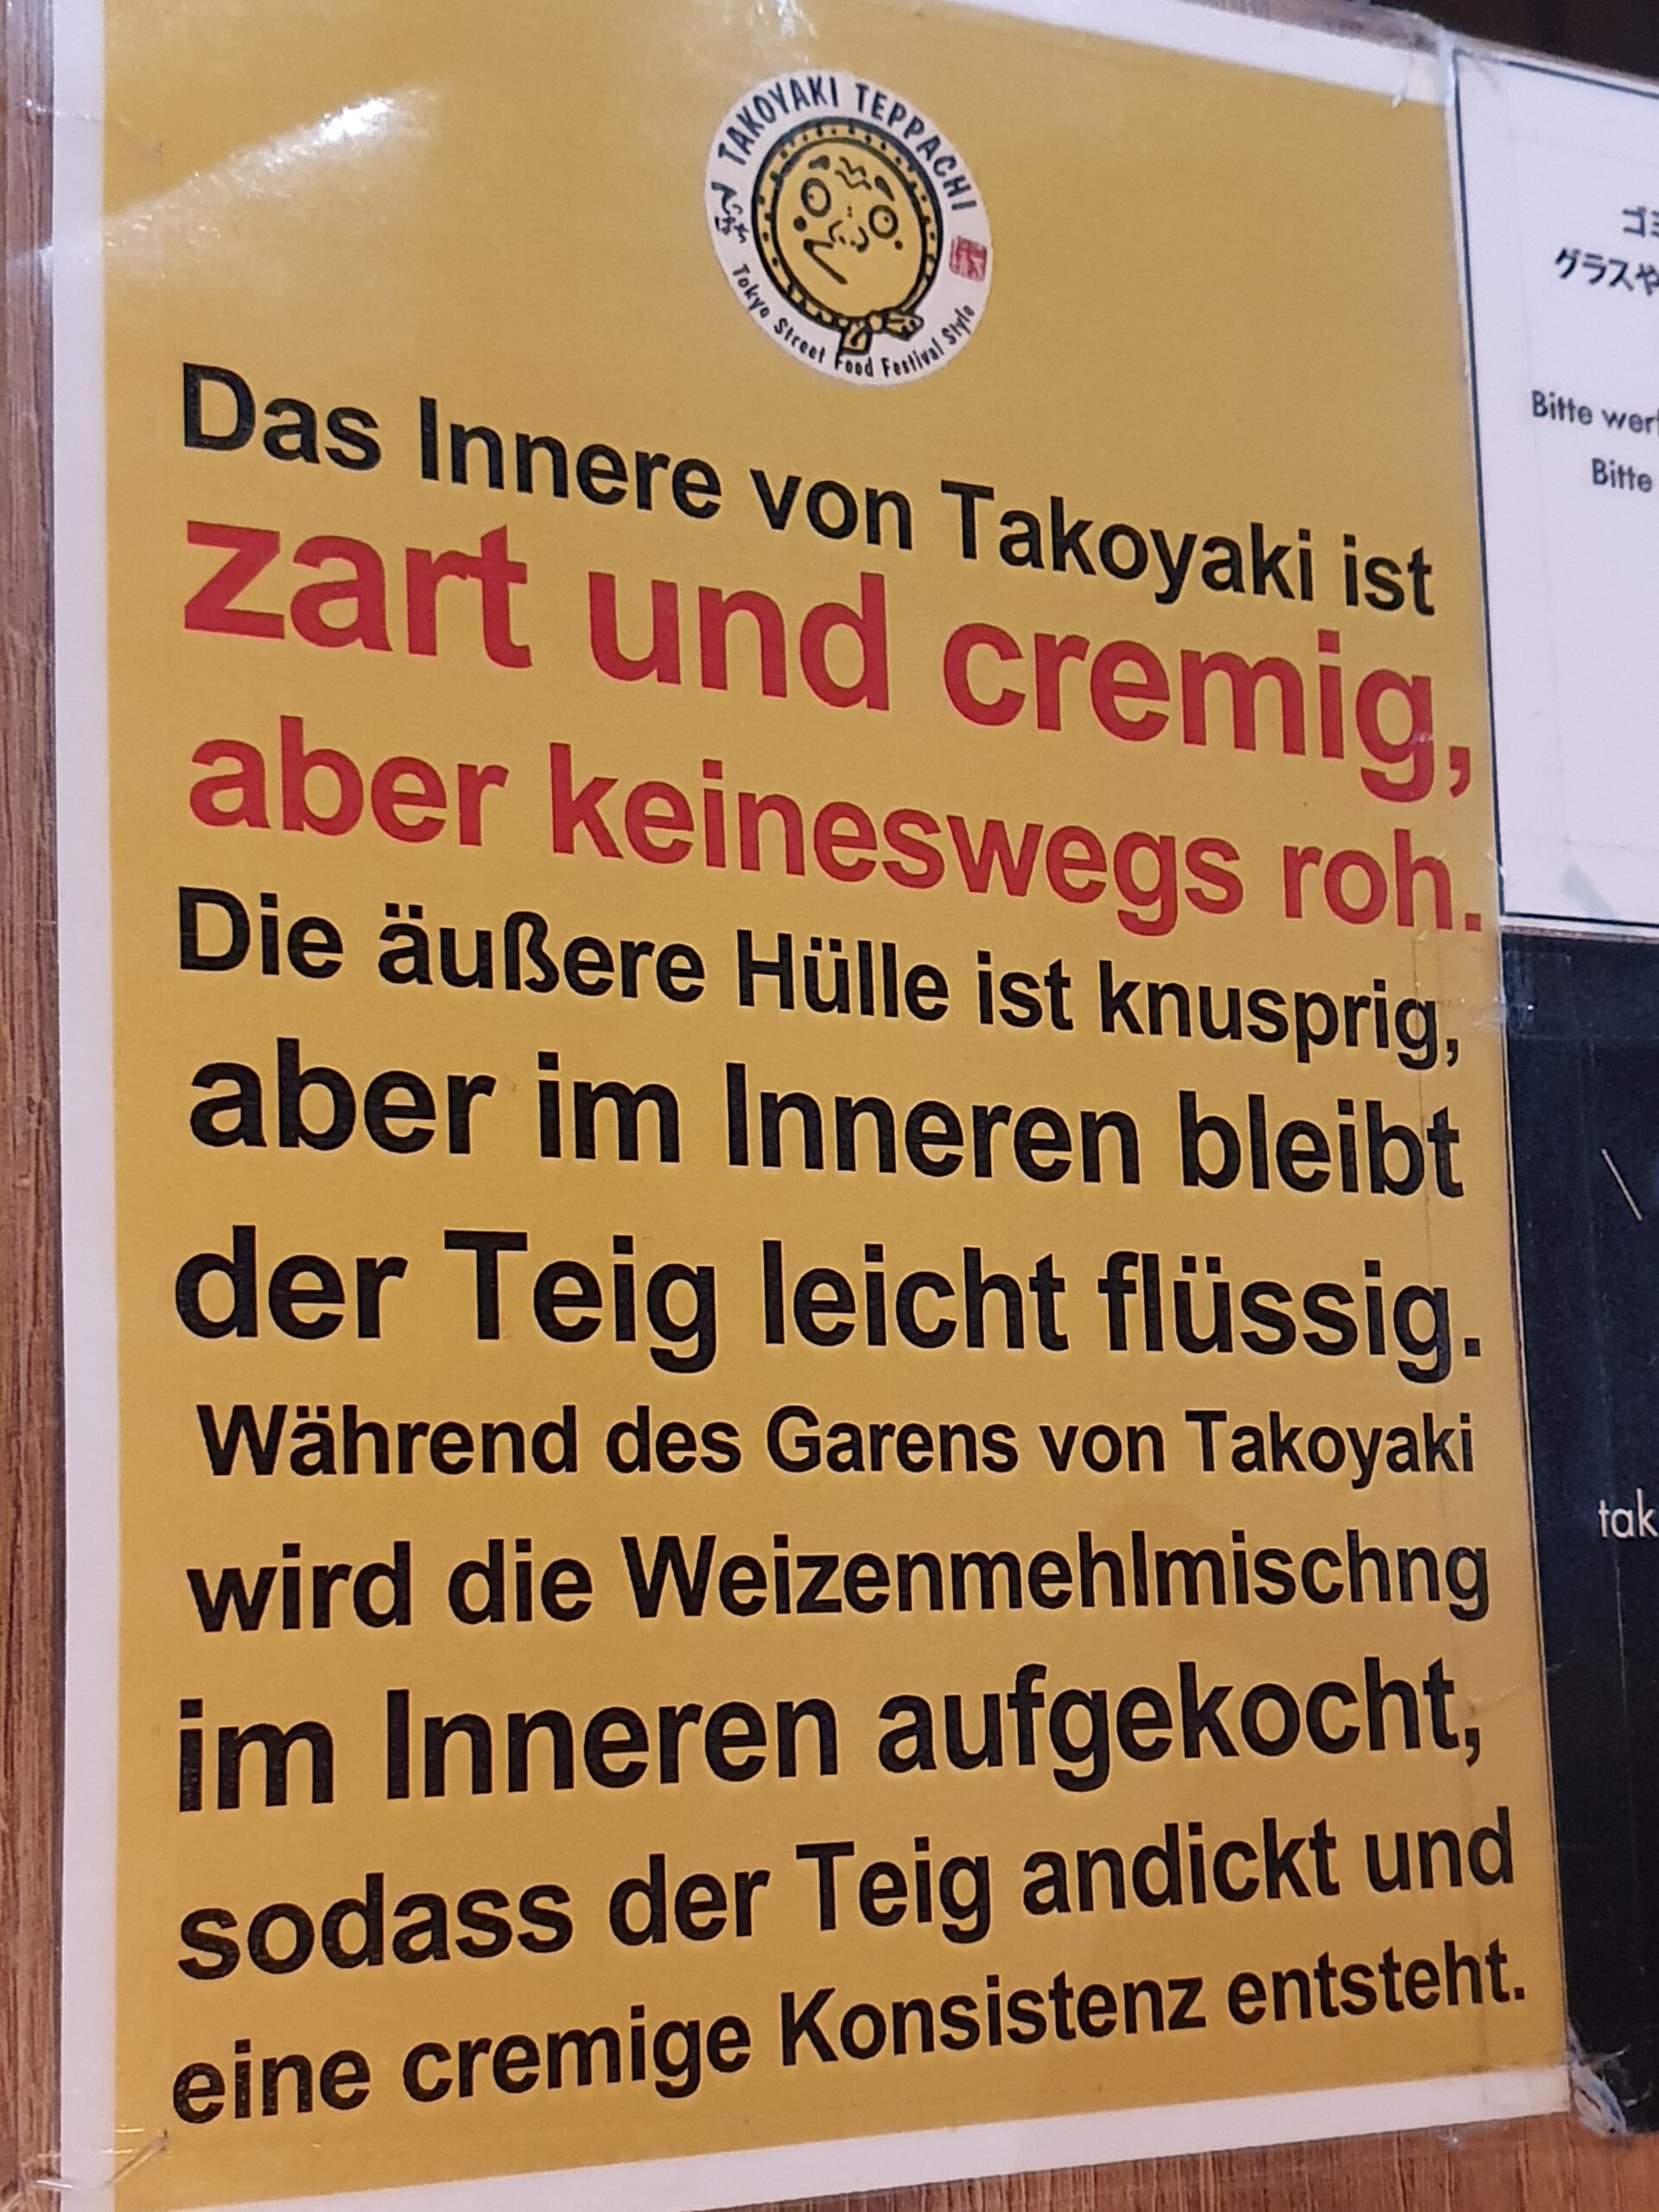 TAKOYAKI TEPPACHI
てっぱち
Tokyo Street Food Festival Style
Das Innere von Takoyaki ist
zart und cremig,
aber keineswegs roh.
Die äußere Hülle ist knusprig,
aber im Inneren bleibt
der Teig leicht flüssig.
Während des Garens von Takoyaki
wird die Weizenmehlmischng
im Inneren aufgekocht,
sodass der Teig andickt und
eine cremige Konsistenz entsteht.
ゴミ
グラスや
Bitte werf
Bitte
tak